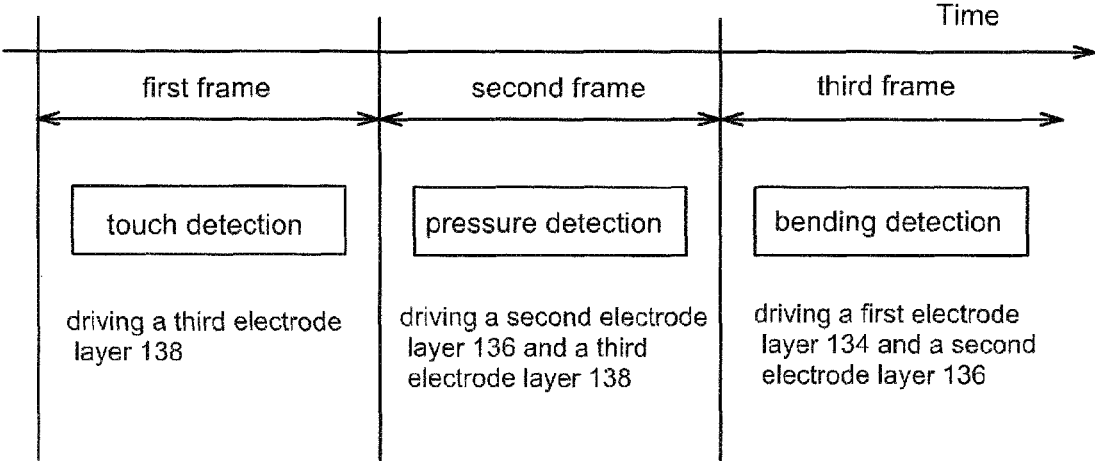 Time
first frame
second frame
third frame
touch detection
pressure detection
bending detection
driving a third electrode
layer 138
driving a second electrode
layer 136 and a third
electrode layer 138
driving a first electrode
layer 134 and a second
electrode layer 136